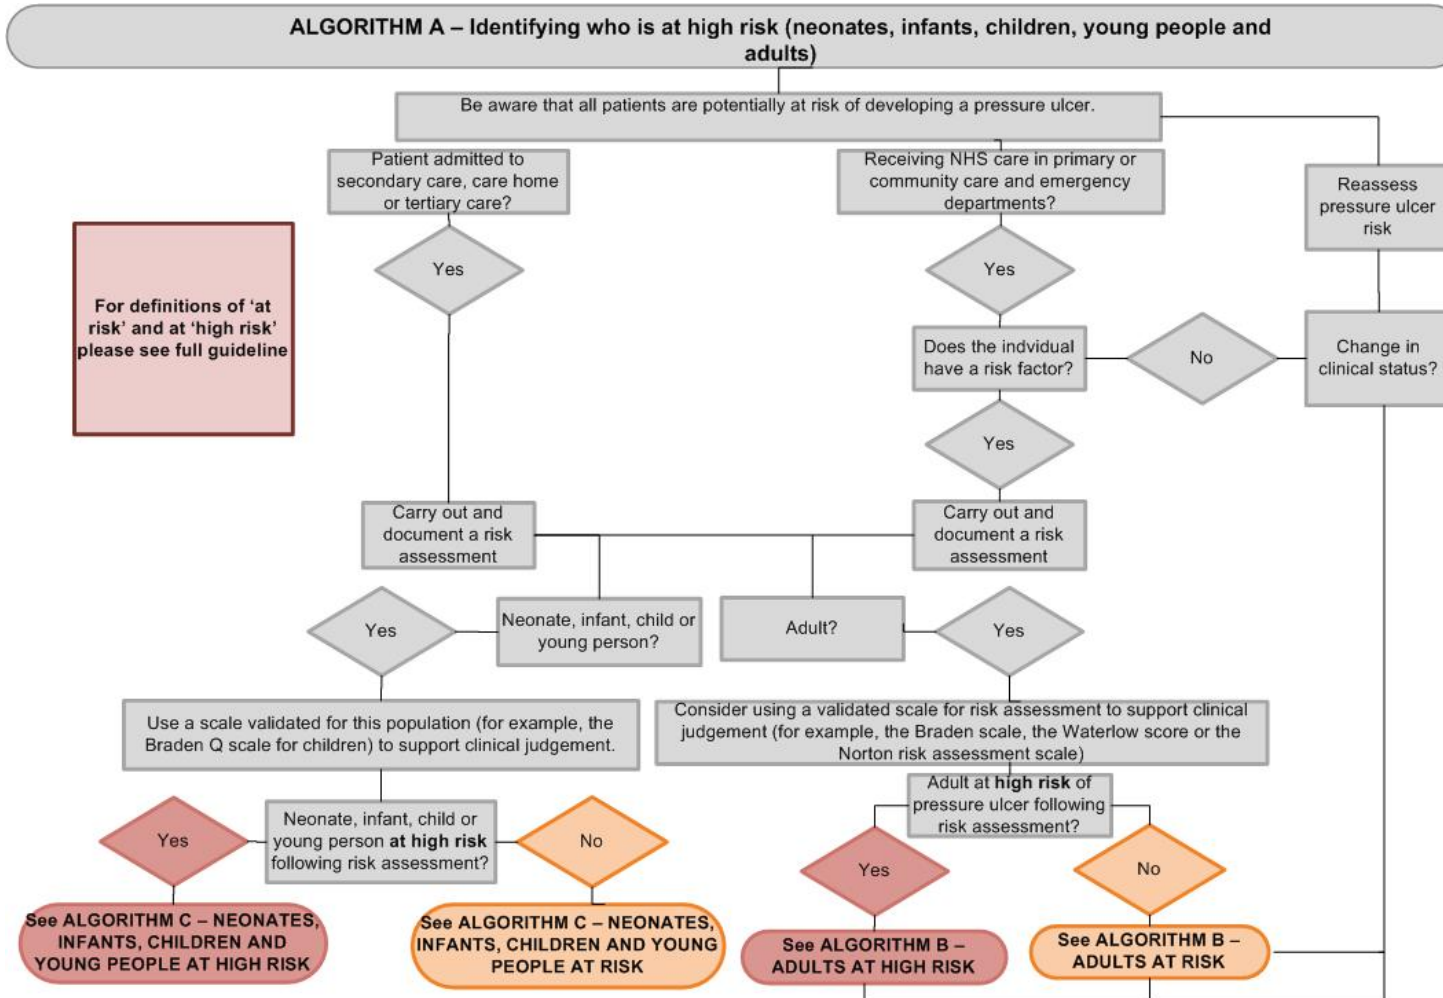 ALGORITHM A – Identifying who is at high risk (neonates, infants, children, young people and
adults)
Be aware that all patients are potentially at risk of developing a pressure ulcer.
Patient admitted to
secondary care, care home
or tertiary care?
Receiving NHS care in primary or
community care and emergency
departments?
Reassess
pressure ulcer
risk
Yes
Yes
For definitions of ‘at
risk’ and at ‘high risk’
please see full guideline
Does the indvidual
have a risk factor?
No
Change in
clinical status?
Yes
Carry out and
document a risk
assessment
Carry out and
document a risk
assessment
Yes
Neonate, infant, child or
young person?
Adult?
Yes
Use a scale validated for this population (for example, the
Braden Q scale for children) to support clinical judgement.
Consider using a validated scale for risk assessment to support clinical
judgement (for example, the Braden scale, the Waterlow score or the
Norton risk assessment scale)
Yes
Neonate, infant, child or
young person at high risk
following risk assessment?
No
Adult at high risk of
pressure ulcer following
risk assessment?
Yes
No
See ALGORITHM C – NEONATES,
INFANTS, CHILDREN AND
YOUNG PEOPLE AT HIGH RISK
See ALGORITHM C – NEONATES,
INFANTS, CHILDREN AND YOUNG
PEOPLE AT RISK
See ALGORITHM B –
ADULTS AT HIGH RISK
See ALGORITHM B –
ADULTS AT RISK